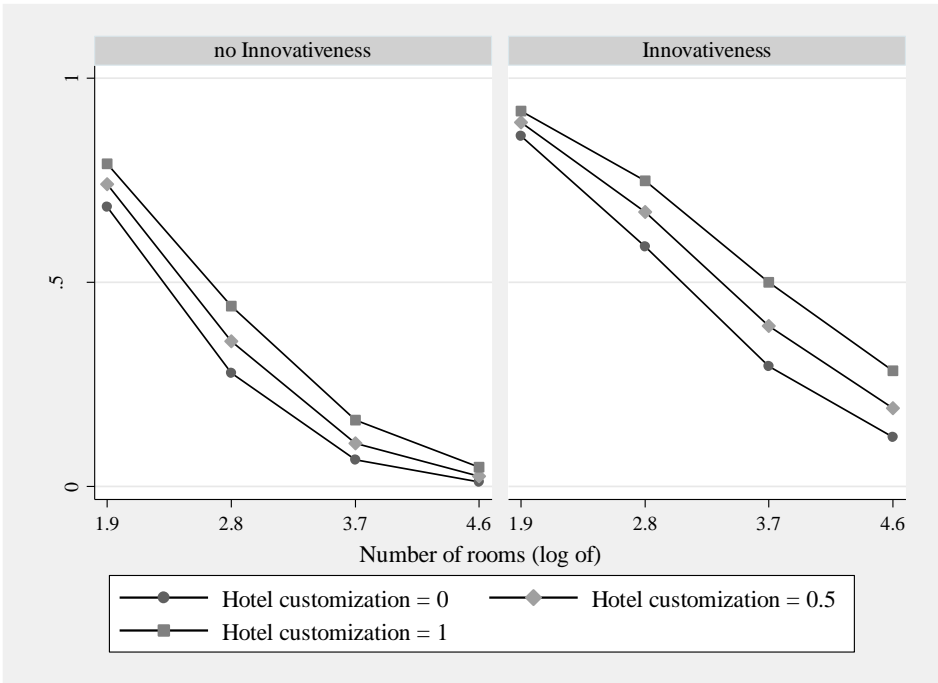 no Innovativeness Innovativeness
1
.5
0
1.9 2.8 3.7 4.6 1.9 2.8 3.7 4.6
Number of rooms (log of)
Hotel customization = 0 Hotel customization = 0.5
Hotel customization = 1